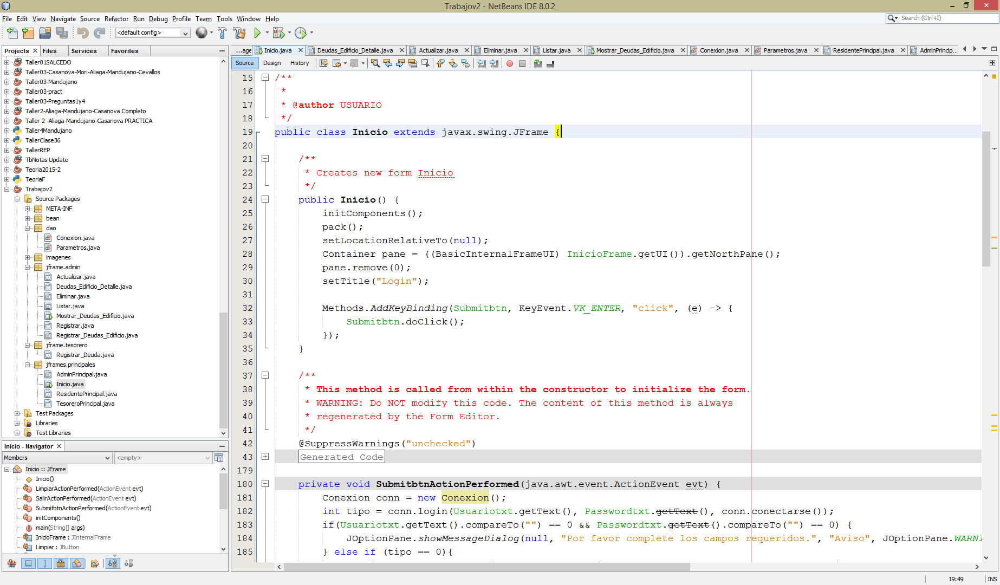 Trabajov2 - NetBeans IDE 8.0.2
File Edit View Navigate Source Refactor Run Debug Profile Team Tools Window Help
Search (Ctrl+I)
<default config>
Projects Files Services Favorites
Taller01SALCEDO
Taller03-Casanova-Mori-Aliaga-Mandujano-Cevallos
Taller03-Mandujano
Taller03-pract
Taller03-Preguntas1y4
Taller2-Aliaga-Mandujano-Casanova Completo
Taller 2 -Aliaga-Mandujano-Casanova PRACTICA
Taller4Mandujano
TallerClase36
TallerREP
TbNotas Update
Teoria2015-2
TeoriaF
Trabajov2
Source Packages
META-INF
bean
dao
Conexion.java
Parametros.java
imagenes
jframe.admin
Actualizar.java
Deudas_Edificio_Detalle.java
Eliminar.java
Listar.java
Mostrar_Deudas_Edificio.java
Registrar.java
Registrar_Deudas_Edificio.java
jframe.tesorero
Registrar_Deuda.java
jframes.principales
AdminPrincipal.java
Inicio.java
ResidentePrincipal.java
TesoreroPrincipal.java
Test Packages
Libraries
Test Libraries
Inicio - Navigator
Members <empty>
Inicio :: JFrame
Inicio()
LimpiarActionPerformed(ActionEvent evt)
SalirActionPerformed(ActionEvent evt)
SubmitbtnActionPerformed(ActionEvent evt)
initComponents()
main(String[] args)
InicioFrame : JInternalFrame
Limpiar : JButton
...age Inicio.java Deudas_Edificio_Detalle.java Actualizar.java Eliminar.java Listar.java Mostrar_Deudas_Edificio.java Conexion.java Parametros.java ResidentePrincipal.java AdminPrincip...
Source Design History
15 /**
16 *
17 * @author USUARIO
18 */
19 public class Inicio extends javax.swing.JFrame {
20
21 /**
22 * Creates new form Inicio
23 */
24 public Inicio() {
25 initComponents();
26 pack();
27 setLocationRelativeTo(null);
28 Container pane = ((BasicInternalFrameUI) InicioFrame.getUI()).getNorthPane();
29 pane.remove(0);
30 setTitle("Login");
31
32 Methods.AddKeyBinding(Submitbtn, KeyEvent.VK_ENTER, "click", (e) -> {
33 Submitbtn.doClick();
34 });
35 }
36
37 /**
38 * This method is called from within the constructor to initialize the form.
39 * WARNING: Do NOT modify this code. The content of this method is always
40 * regenerated by the Form Editor.
41 */
42 @SuppressWarnings("unchecked")
43 Generated Code
179
180 private void SubmitbtnActionPerformed(java.awt.event.ActionEvent evt) {
181 Conexion conn = new Conexion();
182 int tipo = conn.login(Usuariotxt.getText(), Passwordtxt.getText(), conn.conectarse());
183 if(Usuariotxt.getText().compareTo("") == 0 && Passwordtxt.getText().compareTo("") == 0) {
184 JOptionPane.showMessageDialog(null, "Por favor complete los campos requeridos.", "Aviso", JOptionPane.WARNI
185 } else if (tipo == 0){
19:49 INS